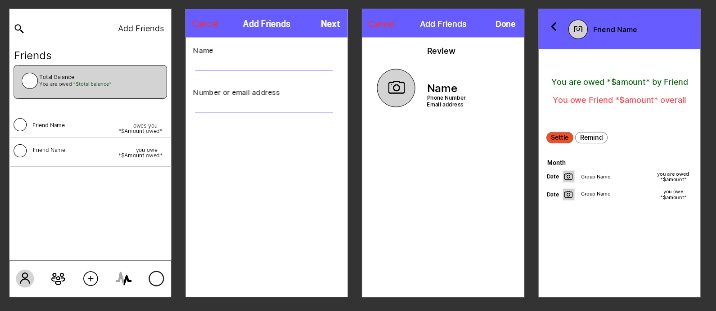 Add Friends
Friends
Total Balance
You are owed *$total balance*
Friend Name
owes you
*$Amount owed*
Friend Name
you owe
*$Amount owed*
Cancel
Add Friends
Next
Name
Number or email address
Cancel
Add Friends
Done
Review
Name
Phone Number
Email address
Friend Name
You are owed *$amount* by Friend
You owe Friend *$amount* overall
Settle
Remind
Month
Date
Group Name
you are owed
*$amount*
Date
Group Name
you owe
*$amount*